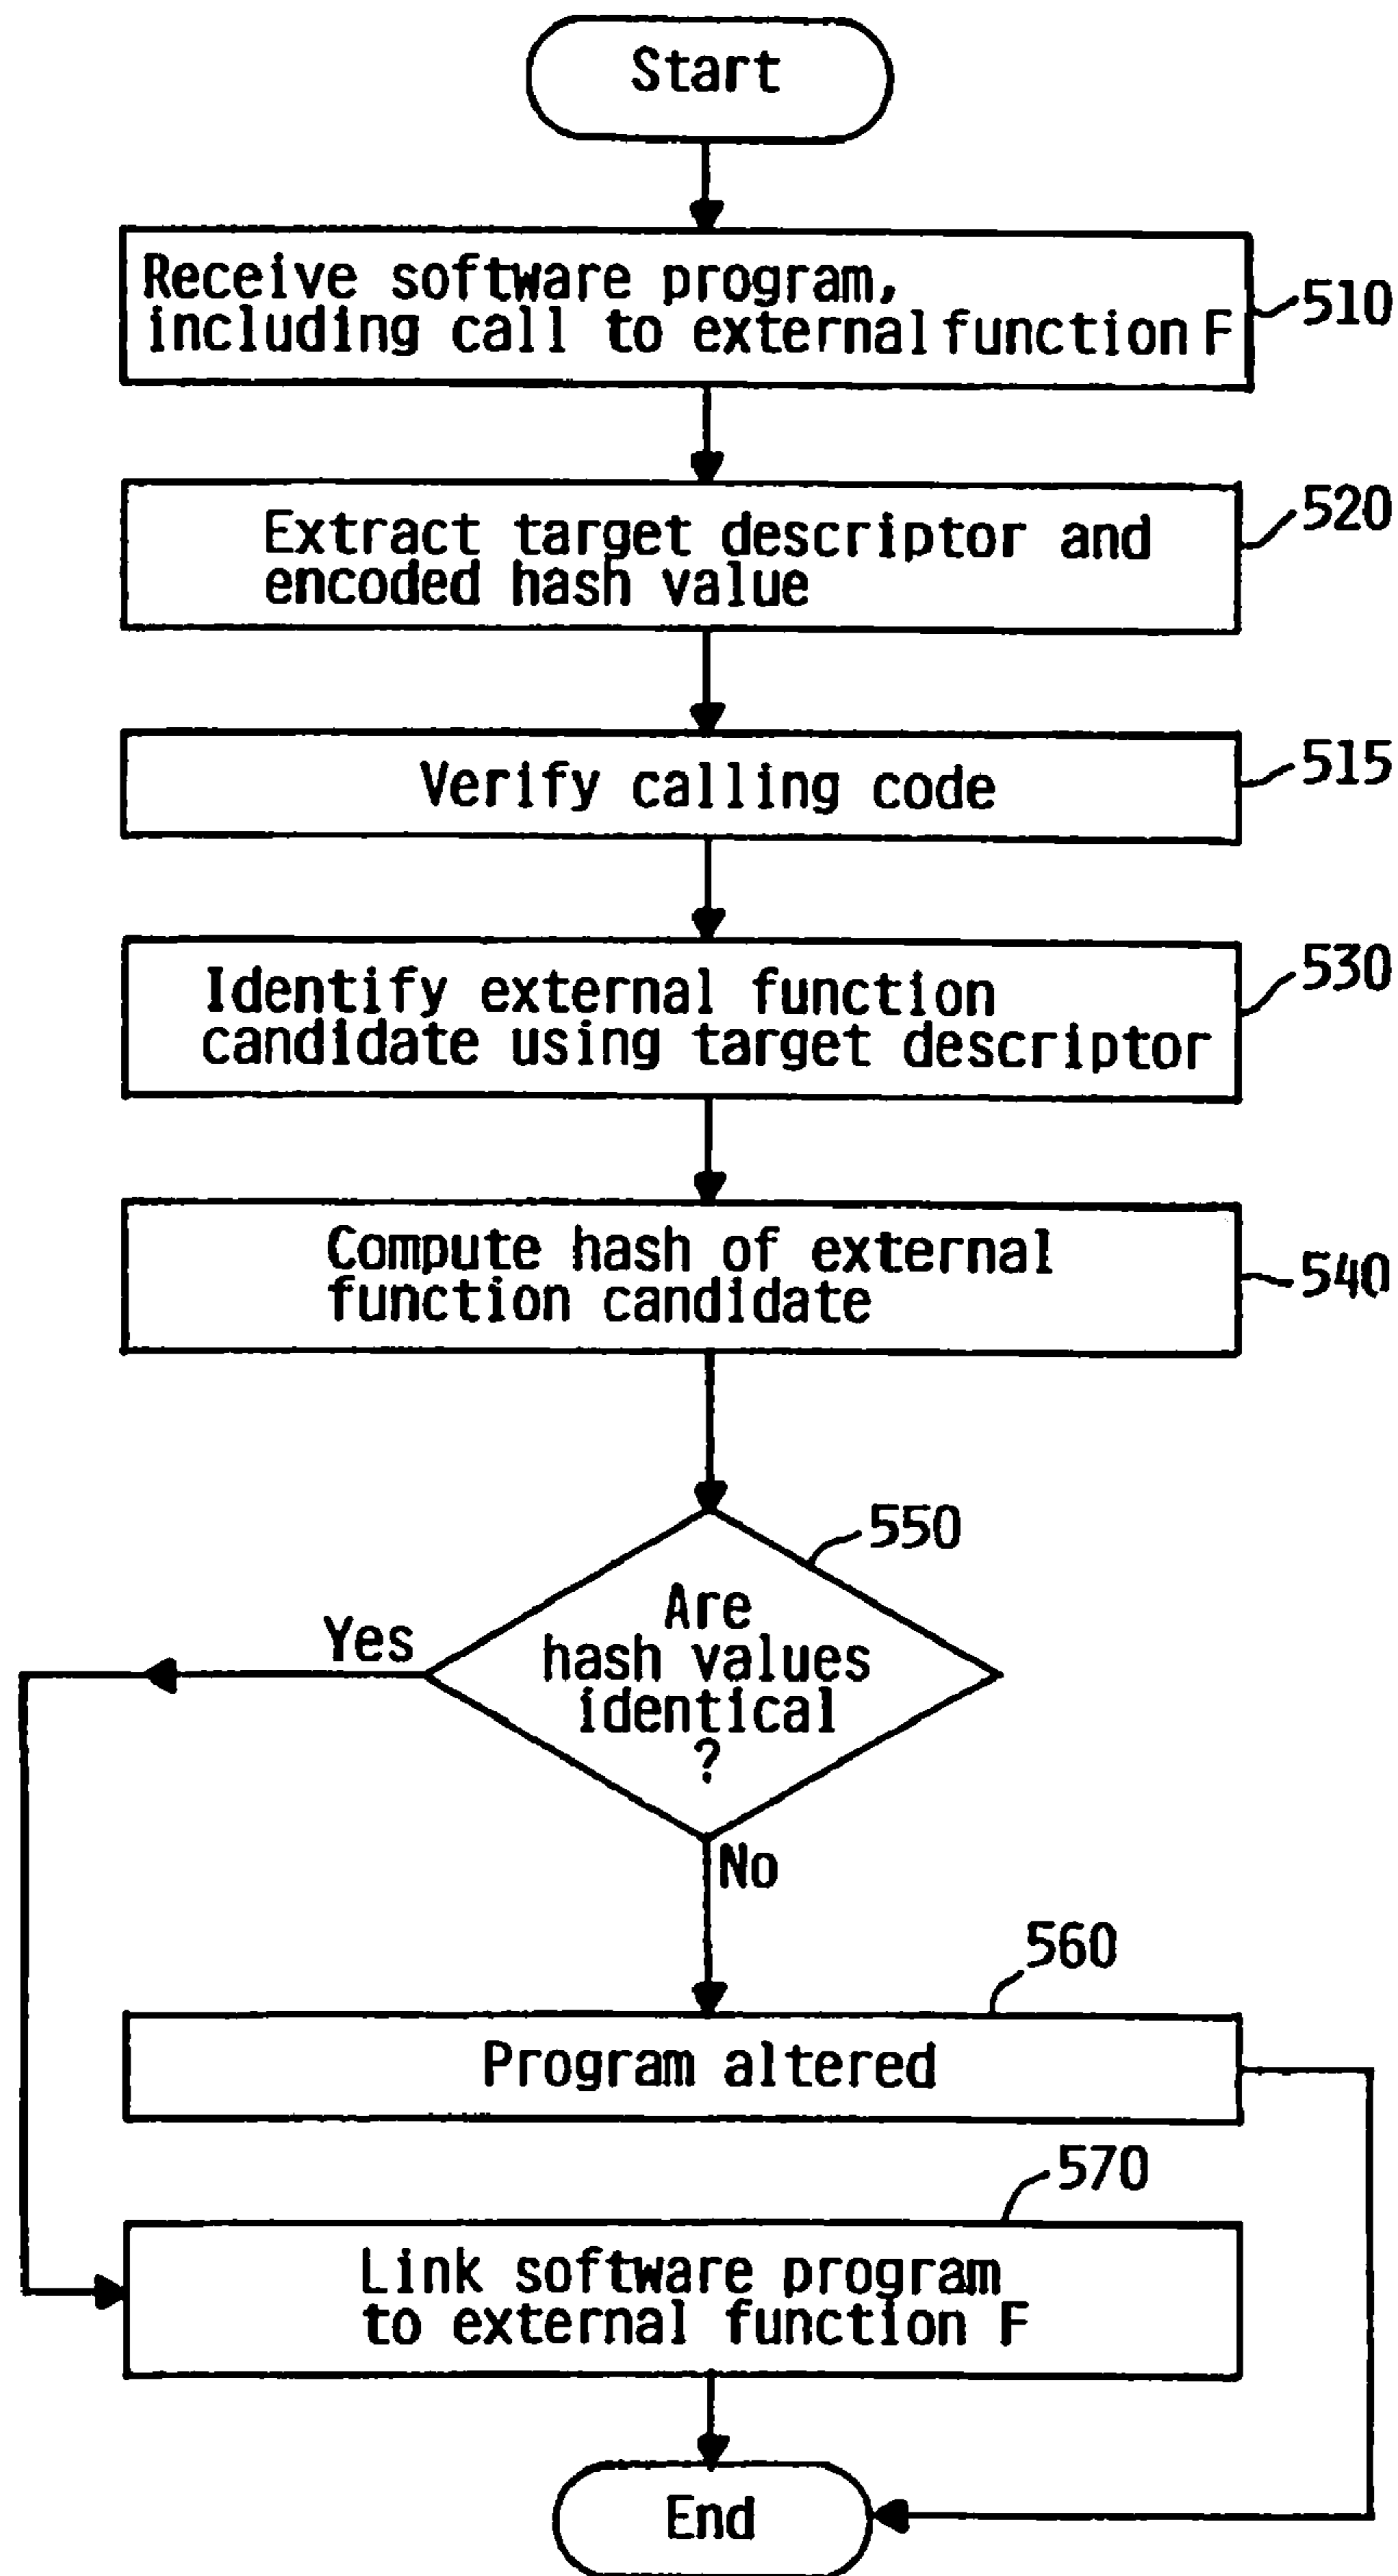 Start
Receive software program,
including call to external function F
510
Extract target descriptor and
encoded hash value
520
Verify calling code
515
Identify external function
candidate using target descriptor
530
Compute hash of external
function candidate
540
550
Are
hash values
identical
?
Yes
No
560
Program altered
570
Link software program
to external function F
End